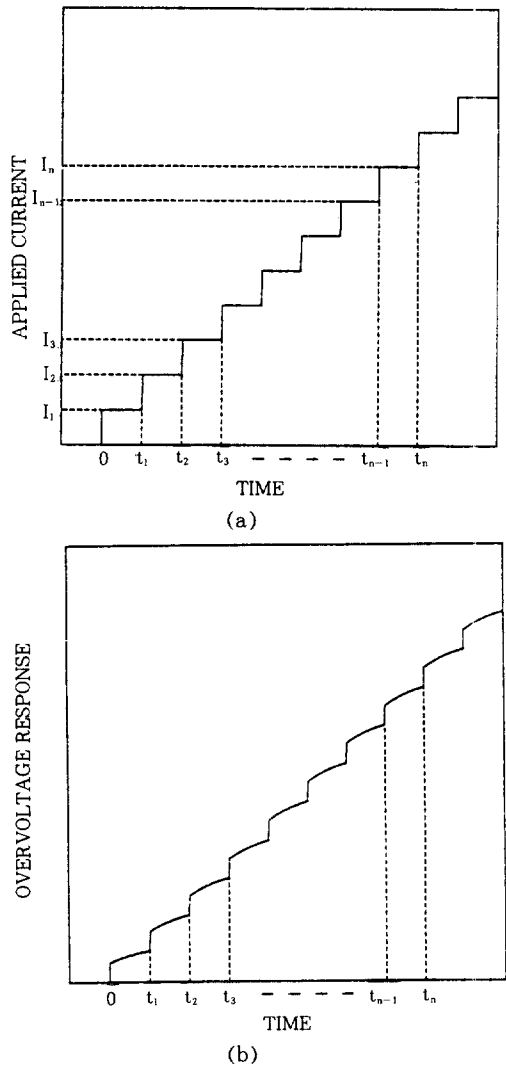 APPLIED CURRENT
Iₙ
Iₙ₋₁
I₃
I₂
I₁
0 t₁ t₂ t₃ tₙ₋₁ tₙ
TIME
(a)
OVERVOLTAGE RESPONSE
0 t₁ t₂ t₃ tₙ₋₁ tₙ
TIME
(b)